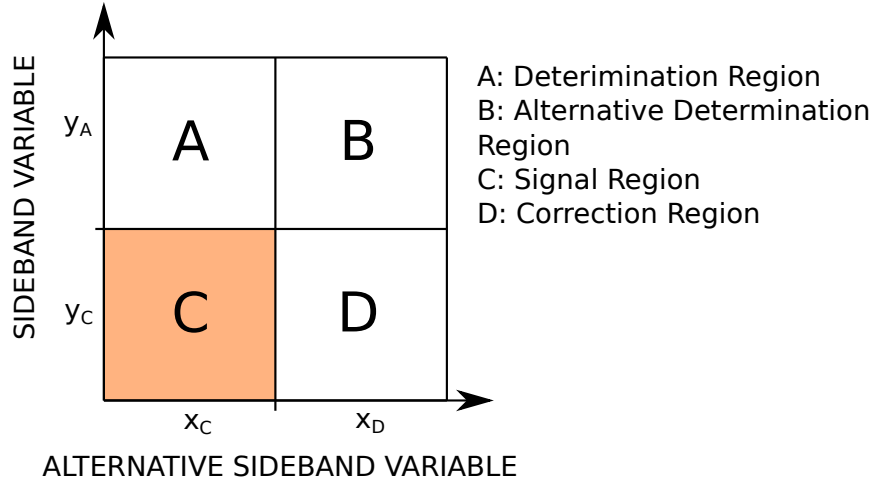 SIDEBAND VARIABLE
y_A
A
B
y_C
C
D
x_C
x_D
ALTERNATIVE SIDEBAND VARIABLE
A: Deterimination Region
B: Alternative Determination
Region
C: Signal Region
D: Correction Region